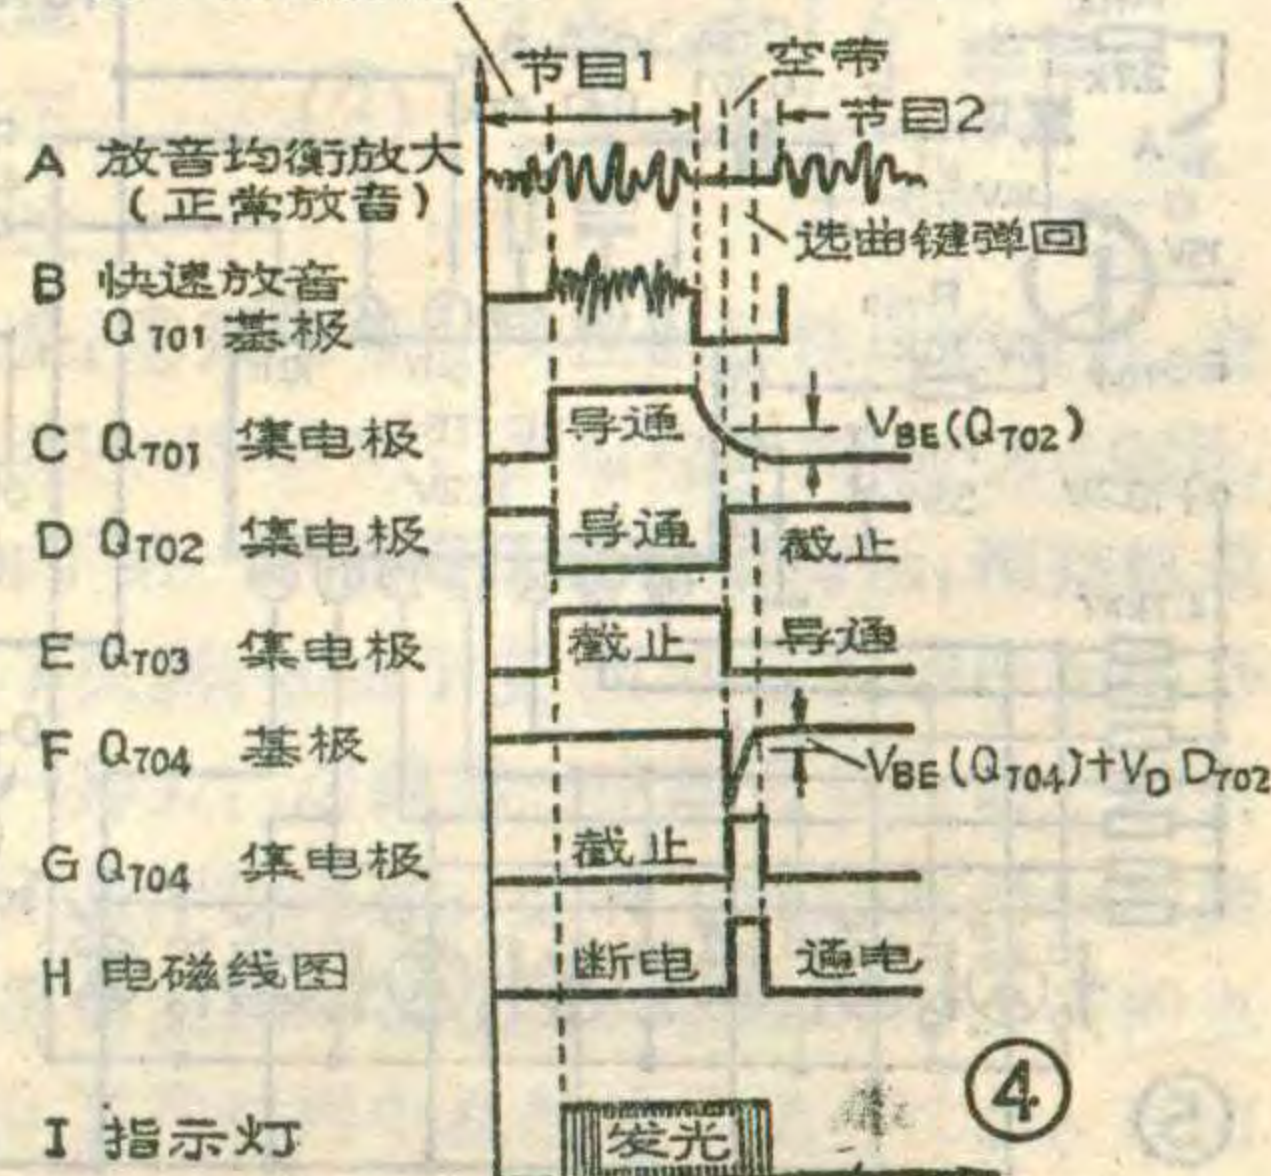 节目1 空带
节目2
A 放音均衡放大
(正常放音)
选曲键弹回
B 快速放音
Q701 基极
C Q701 集电极 导通 VBE(Q702)
D Q702 集电极 导通 截止
E Q703 集电极 截止 导通
F Q704 基极
VBE(Q704)+VD D702
G Q704 集电极 截止
H 电磁线图 断电 通电
④
I 指示灯 发光